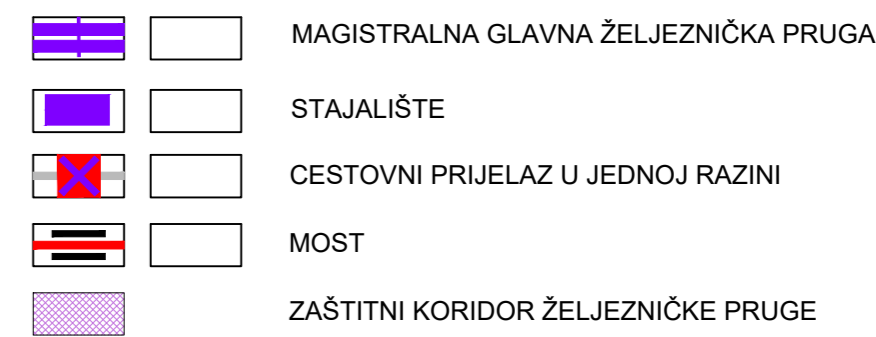 MAGISTRALNA GLAVNA ŽELJEZNIČKA PRUGA
STAJALIŠTE
CESTOVNI PRIJELAZ U JEDNOJ RAZINI
MOST
ZAŠTITNI KORIDOR ŽELJEZNIČKE PRUGE